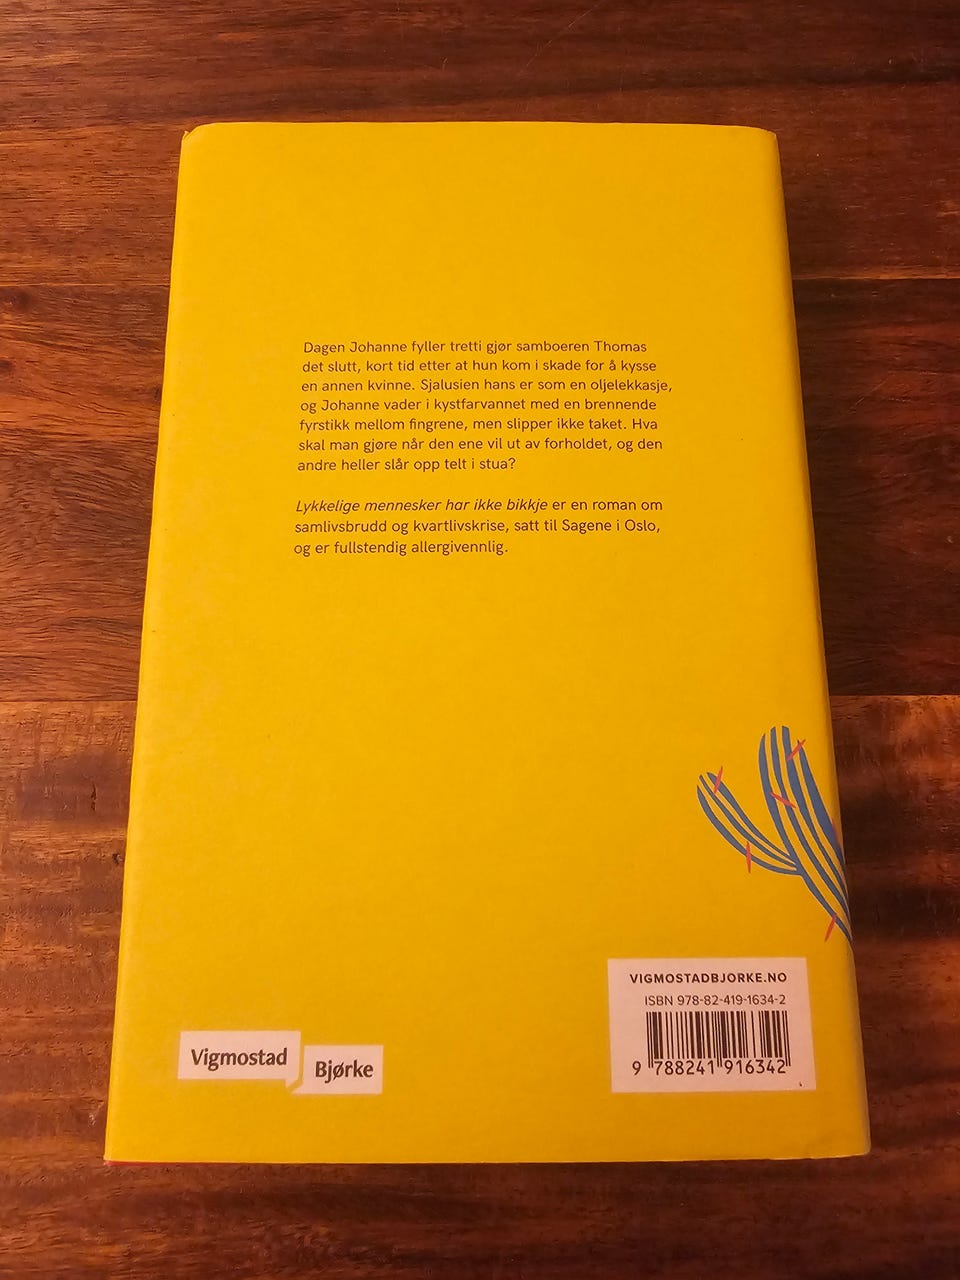 Dagen Johanne fyller tretti gjør samboeren Thomas
det slutt, kort tid etter at hun kom i skade for å kysse
en annen kvinne. Sjalusien hans er som en oljelekkasje,
og Johanne vader i kystfarvannet med en brennende
fyrstikk mellom fingrene, men slipper ikke taket. Hva
skal man gjøre når den ene vil ut av forholdet, og den
andre heller slår opp telt i stua?
Lykkelige mennesker har ikke bikkje er en roman om
samlivsbrudd og kvartlivskrise, satt til Sagene i Oslo,
og er fullstendig allergivennlig.
VIGMOSTADBJORKE.NO
ISBN 978-82-419-1634-2
9 788241 916342
Vigmostad
Bjørke